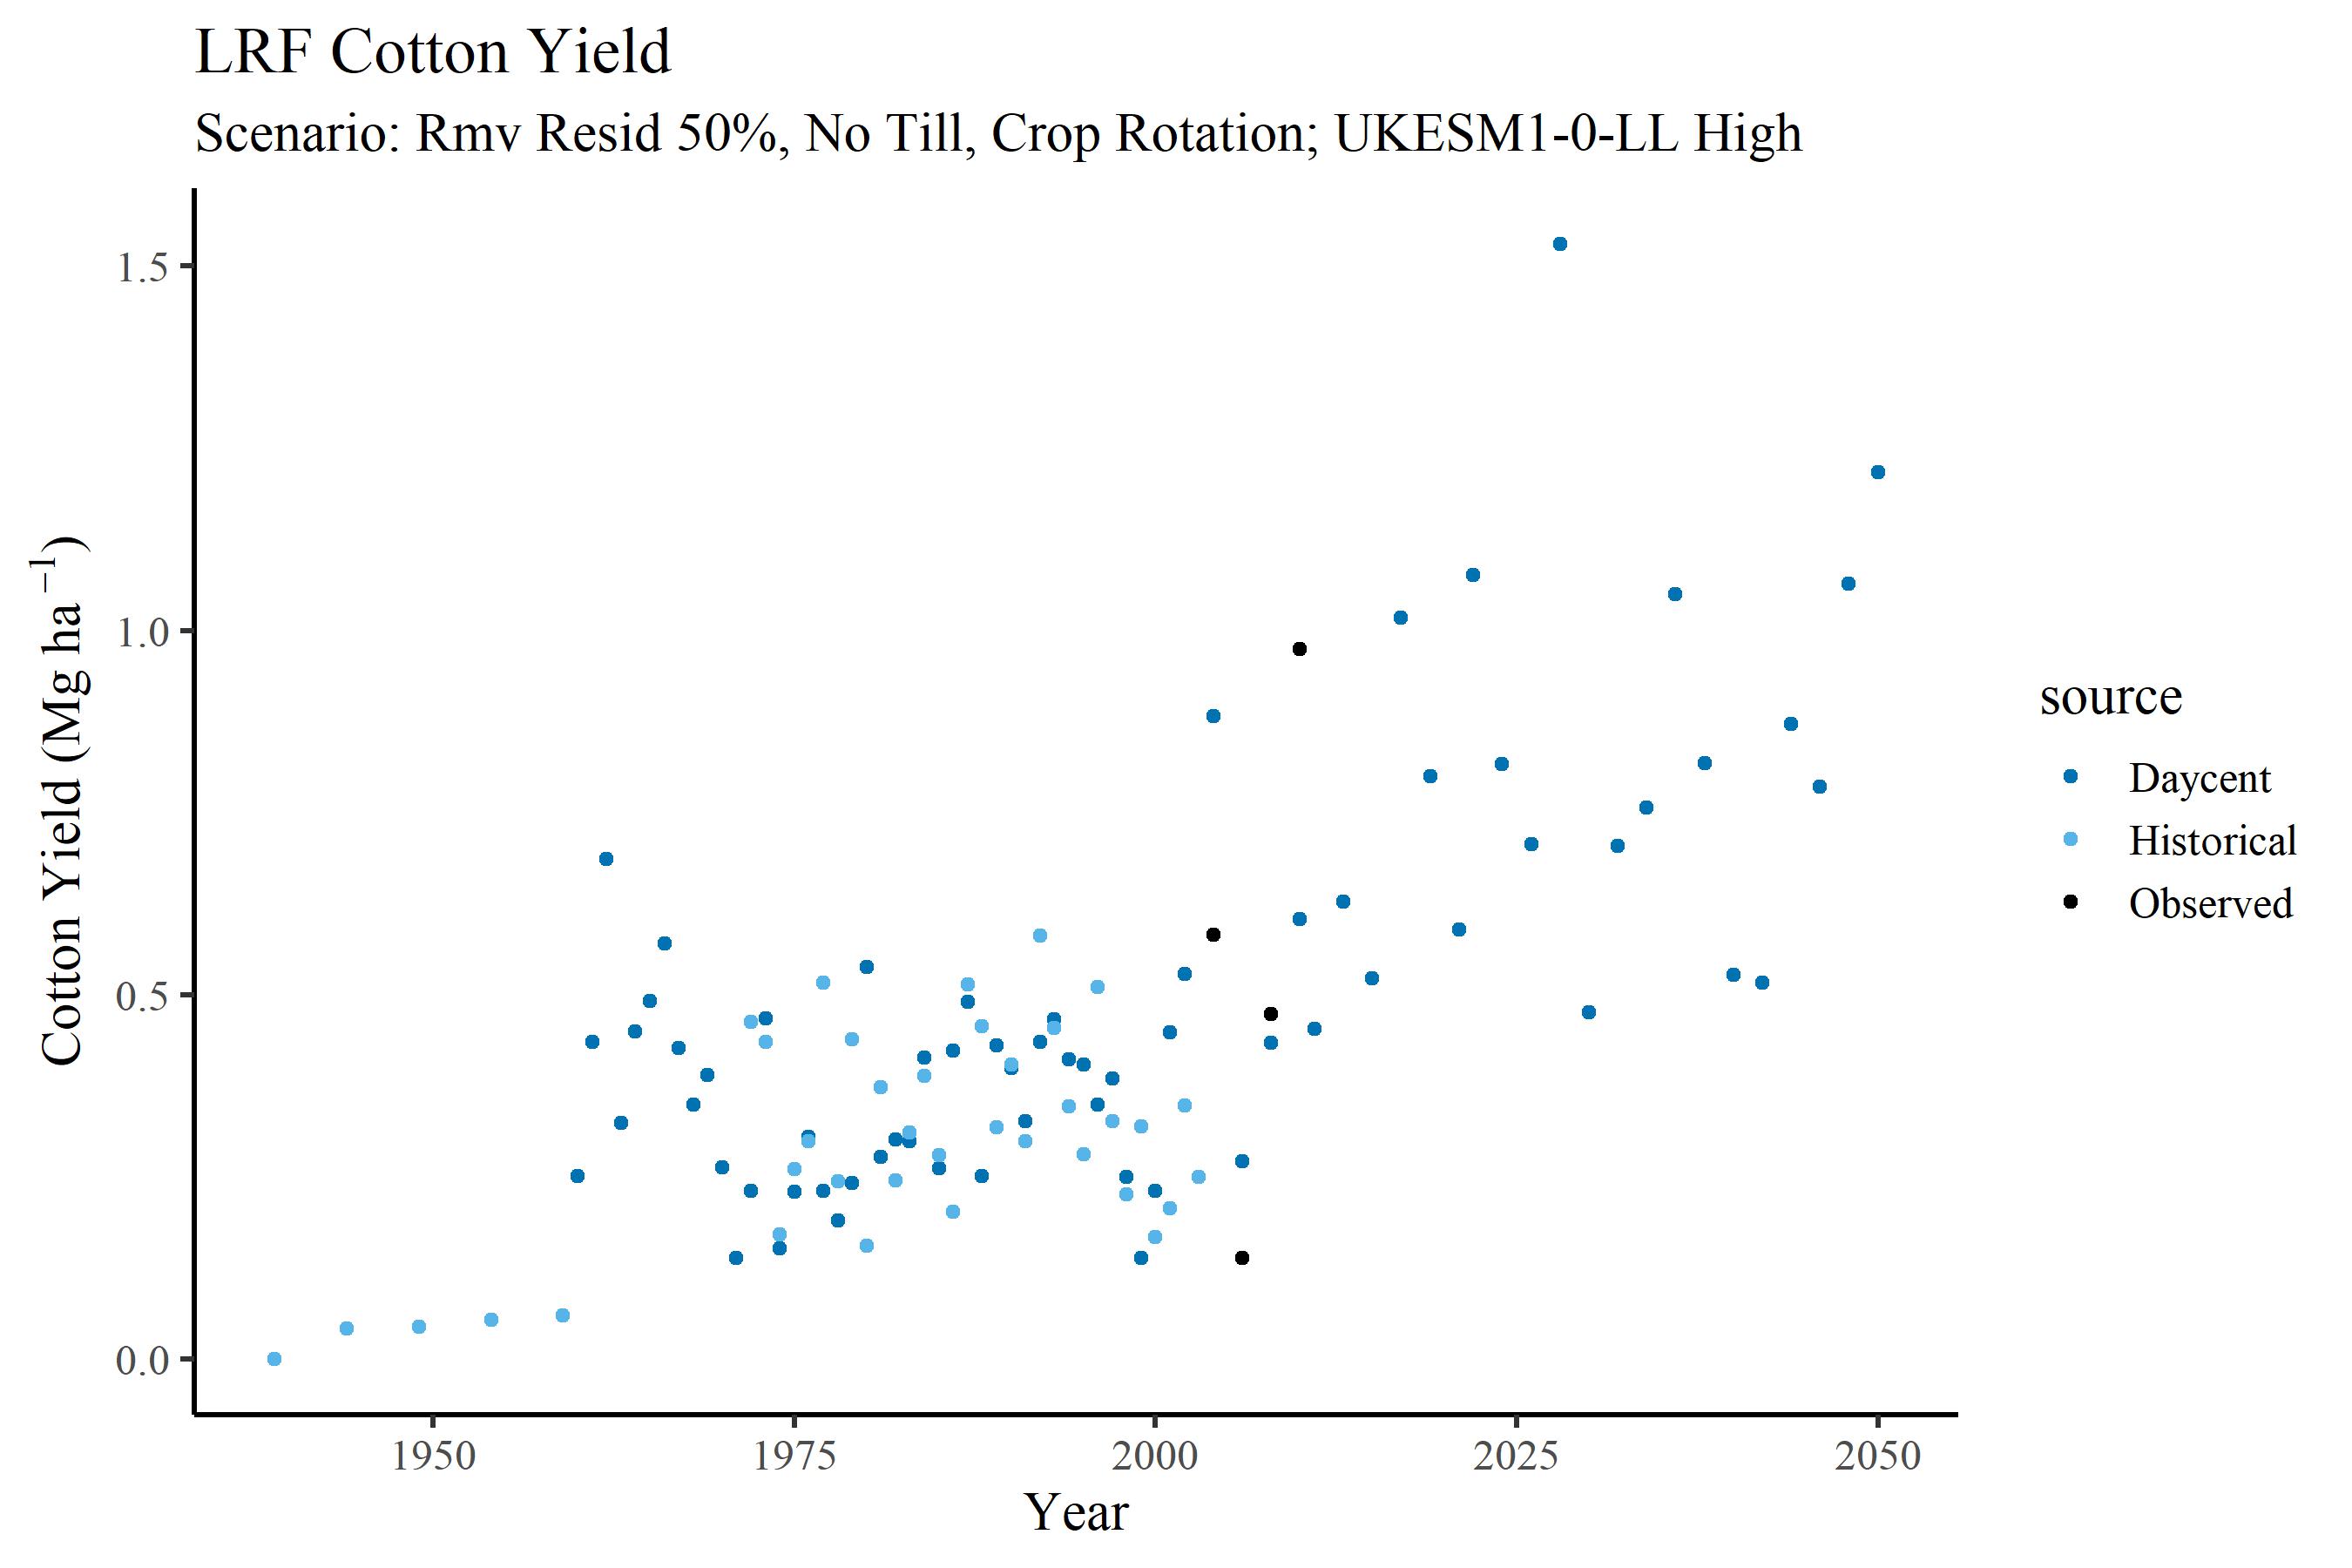 LRF Cotton Yield
Scenario: Rmv Resid 50%, No Till, Crop Rotation; UKESM1-0-LL High
Cotton Yield (Mg ha⁻¹)
1.5
1.0
0.5
0.0
1950 1975 2000 2025 2050
Year
source
Daycent
Historical
Observed